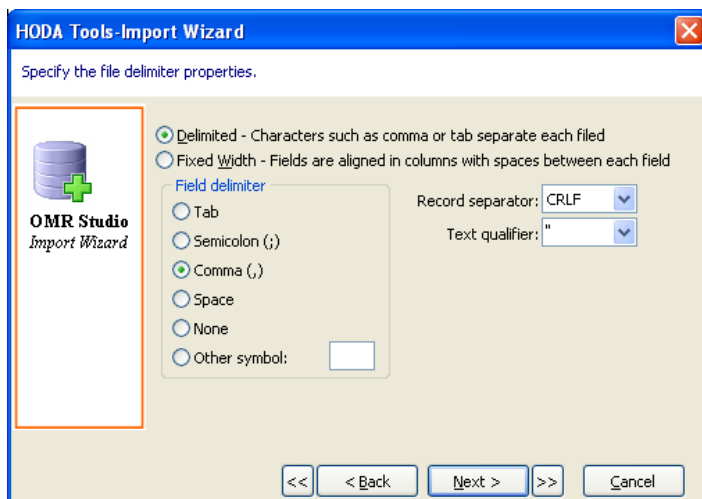 HODA Tools-Import Wizard
Specify the file delimiter properties.
Delimited - Characters such as comma or tab separate each filed
Fixed Width - Fields are aligned in columns with spaces between each field
OMR Studio
Import Wizard
Field delimiter
Tab
Semicolon (;)
Comma (,)
Space
None
Other symbol:
Record separator: CRLF
Text qualifier: "
<<
< Back
Next >
>>
Cancel